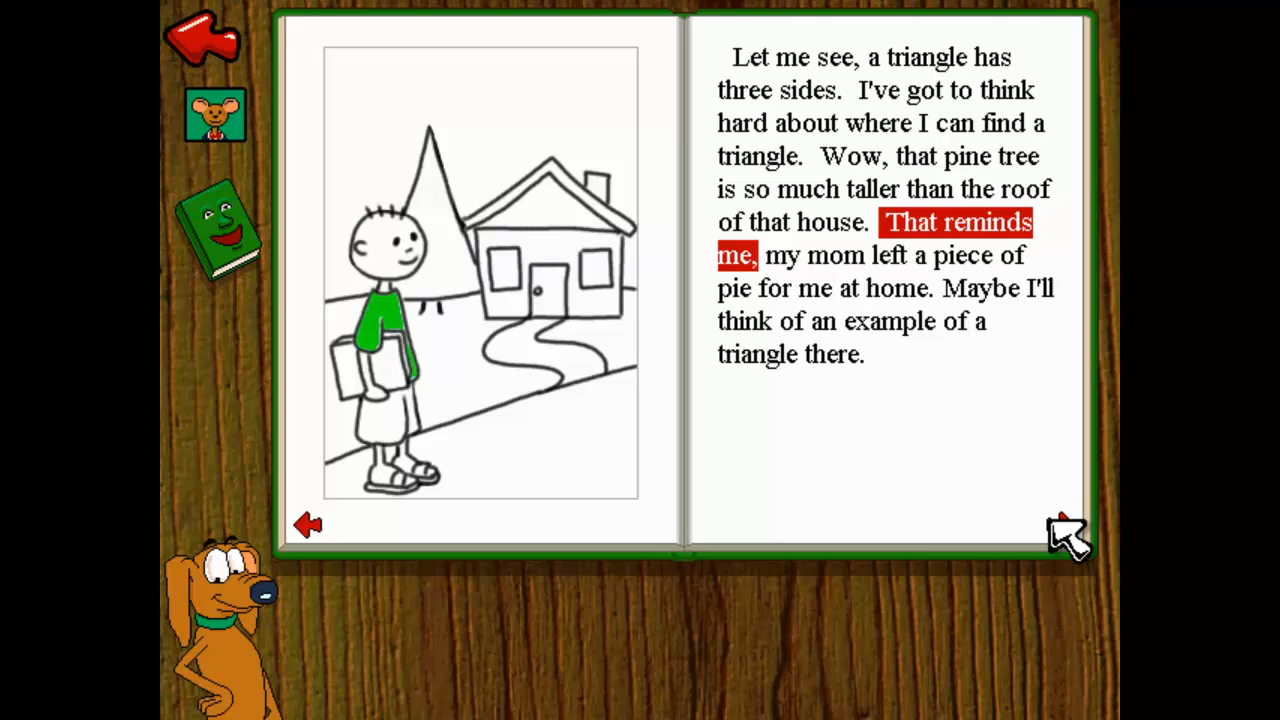 Let me see, a triangle has
three sides.  I've got to think
hard about where I can find a
triangle.  Wow, that pine tree
is so much taller than the roof
of that house.  That reminds
me, my mom left a piece of
pie for me at home. Maybe I'll
think of an example of a
triangle there.